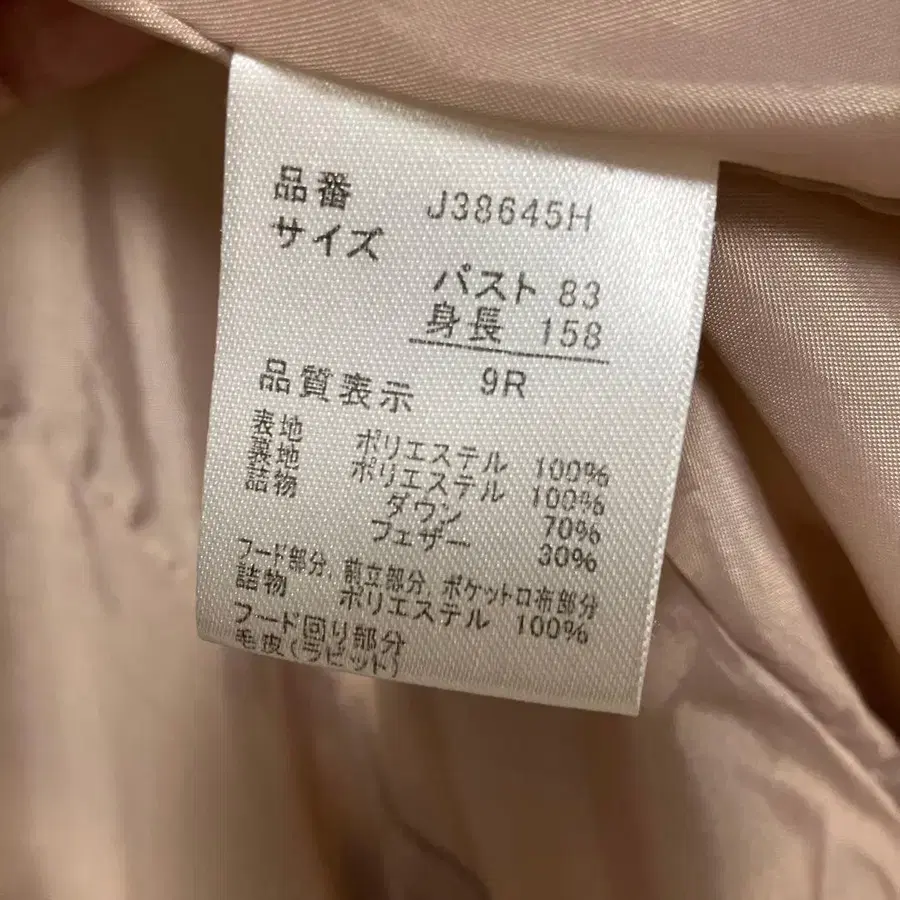 品番 J38645H
サイズ
バスト 83
身長 158
9R
品質表示
表地 ポリエステル 100%
裏地 ポリエステル 100%
詰物 ダウン 70%
フェザー 30%
フード部分,前立部分,ポケット口布部分
詰物 ポリエステル 100%
フード回り部分
毛皮(ラビット)